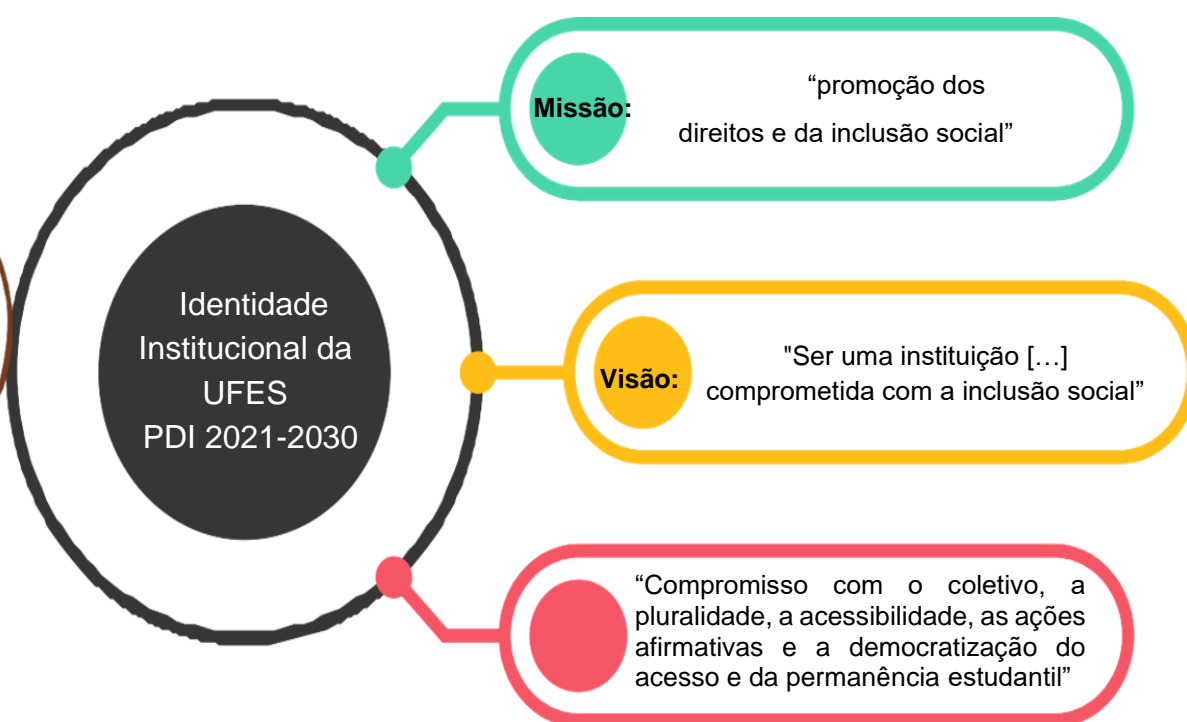 Identidade
Institucional da
UFES
PDI 2021-2030
Missão:
“promoção dos
direitos e da inclusão social”
Visão:
"Ser uma instituição [...]
comprometida com a inclusão social”
“Compromisso com o coletivo, a
pluralidade, a acessibilidade, as ações
afirmativas e a democratização do
acesso e da permanência estudantil”